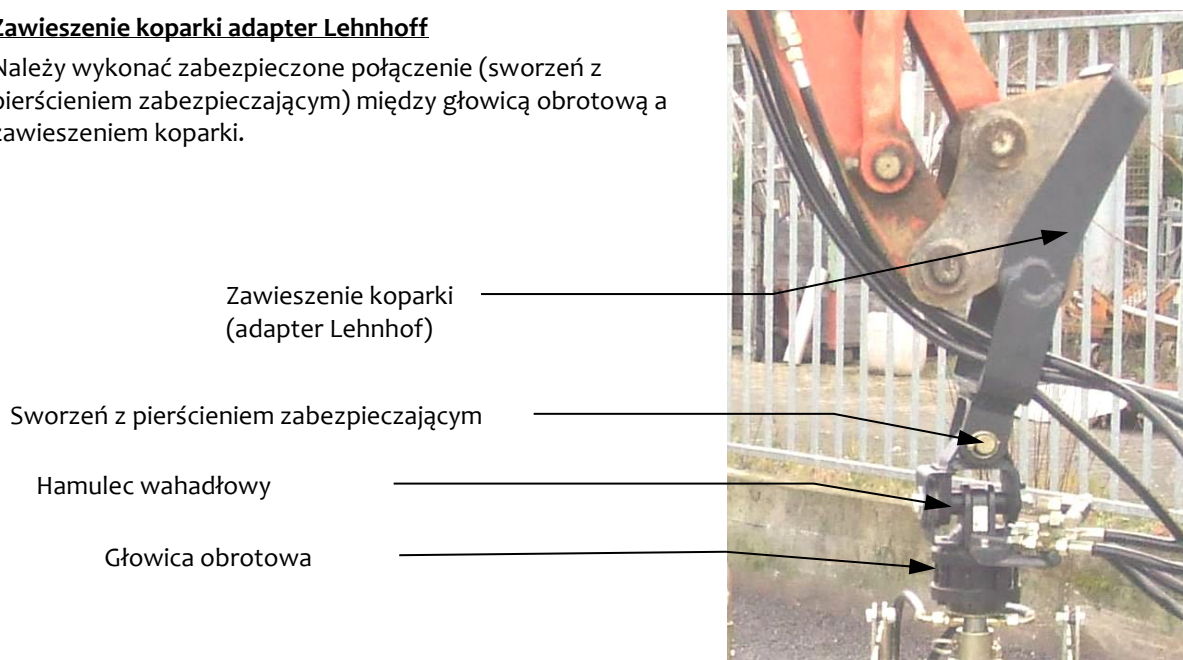 Zawieszenie koparki adapter Lehnhoff
Należy wykonać zabezpieczone połączenie (sworzeń z
pierścieniem zabezpieczającym) między głowicą obrotową a
zawieszeniem koparki.
Zawieszenie koparki
(adapter Lehnhof)
Sworzeń z pierścieniem zabezpieczającym
Hamulec wahadłowy
Głowica obrotowa